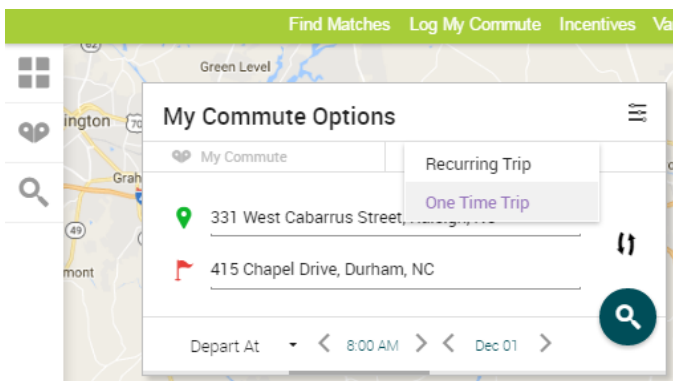 Find Matches Log My Commute Incentives Va
62
Green Level
ington
70
My Commute Options
My Commute
Recurring Trip
Grah
One Time Trip
331 West Cabarrus Street,
49
415 Chapel Drive, Durham, NC
mont
Depart At 8:00 AM Dec 01